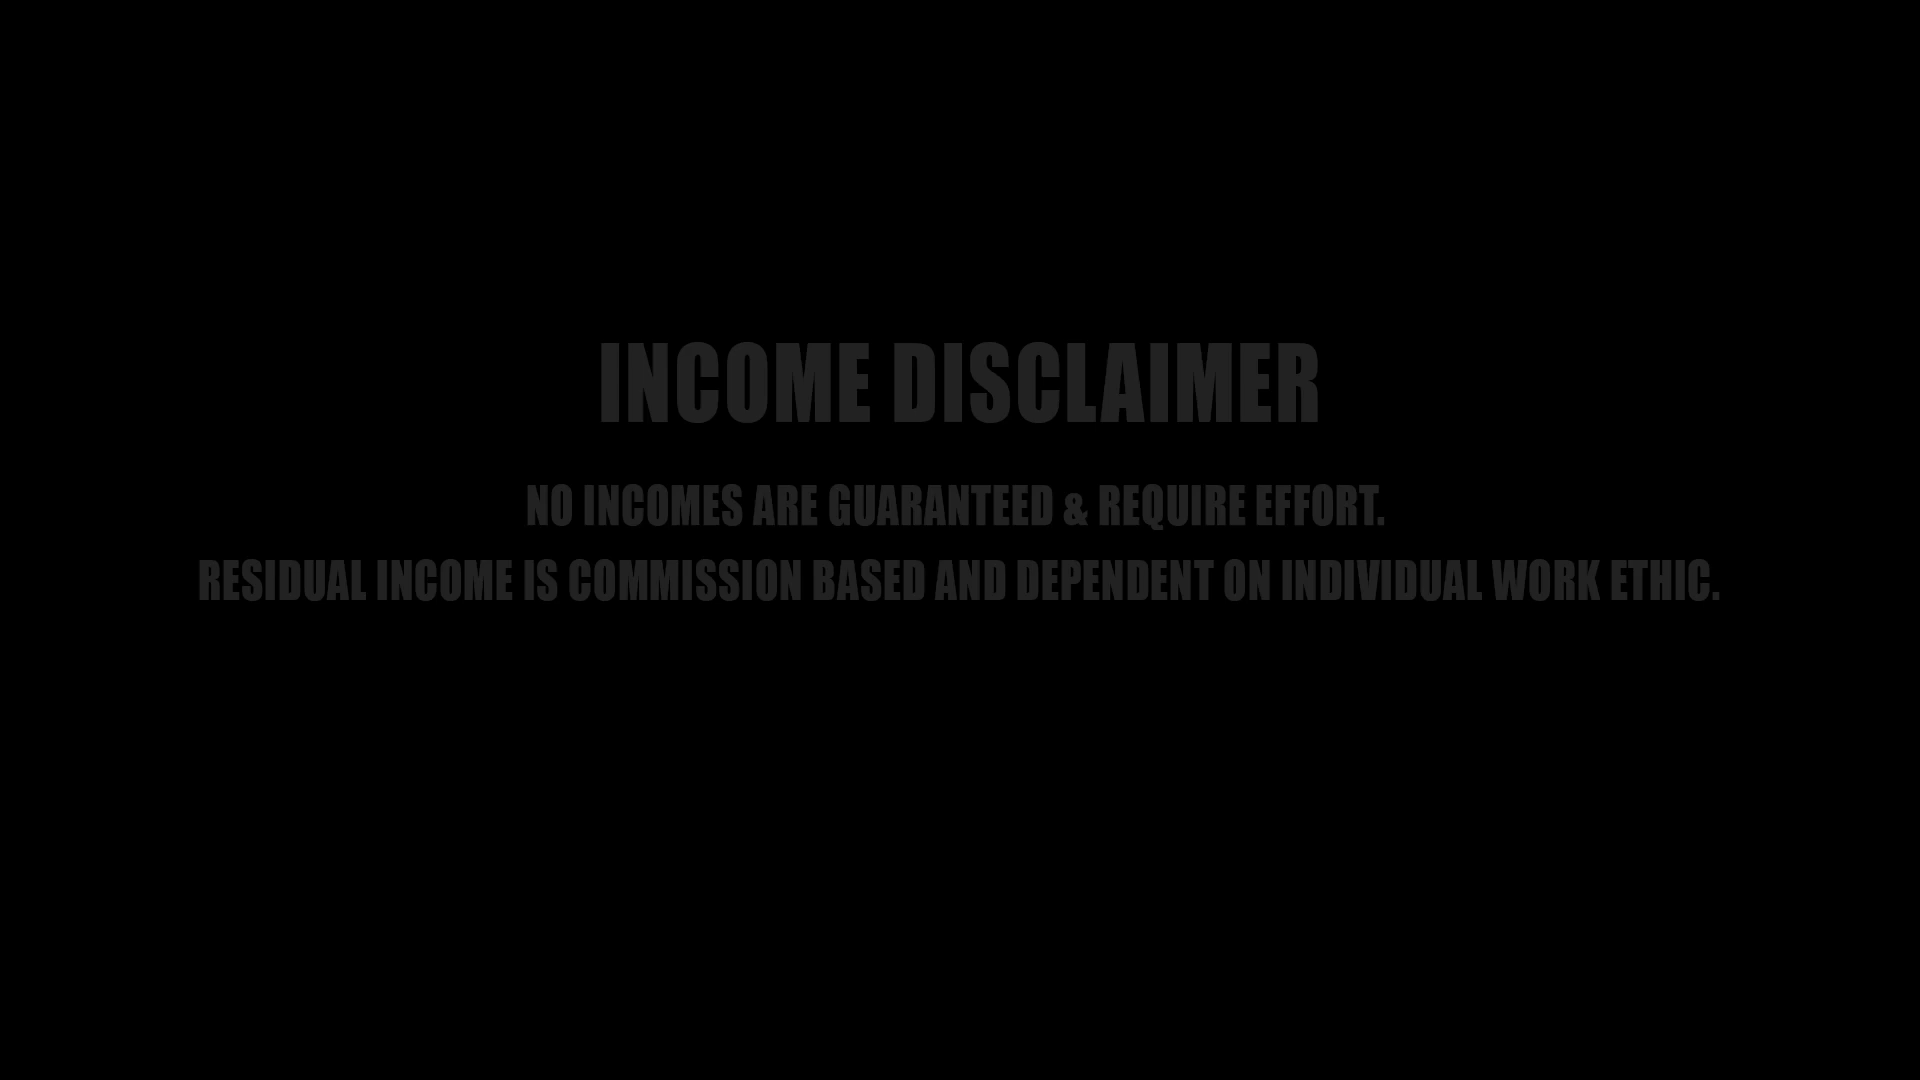 INCOME DISCLAIMER
NO INCOMES ARE GUARANTEED & REQUIRE EFFORT.
RESIDUAL INCOME IS COMMISSION BASED AND DEPENDENT ON INDIVIDUAL WORK ETHIC.